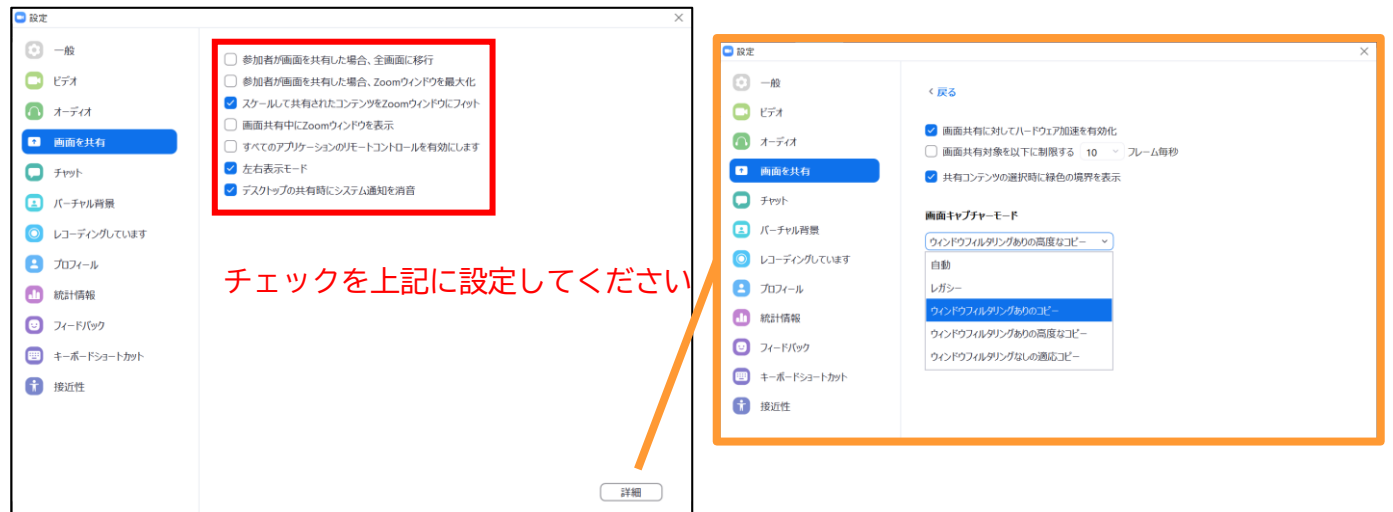 設定
一般
ビデオ
オーディオ
画面を共有
チャット
バーチャル背景
レコーディングしています
プロフィール
統計情報
フィードバック
キーボードショートカット
接近性
参加者が画面を共有した場合、全画面に移行
参加者が画面を共有した場合、Zoomウィンドウを最大化
スケールして共有されたコンテンツをZoomウィンドウにフィット
画面共有中にZoomウィンドウを表示
すべてのアプリケーションのリモートコントロールを有効にします
左右表示モード
デスクトップの共有時にシステム通知を消音
チェックを上記に設定してください
詳細
設定
一般
ビデオ
オーディオ
画面を共有
チャット
バーチャル背景
レコーディングしています
プロフィール
統計情報
フィードバック
キーボードショートカット
接近性
< 戻る
画面共有に対してハードウェア加速を有効化
画面共有対象を以下に制限する 10 フレーム毎秒
共有コンテンツの選択時に緑色の境界を表示
画面キャプチャーモード
ウィンドウフィルタリングありの高度なコピー
自動
レガシー
ウィンドウフィルタリングありのコピー
ウィンドウフィルタリングありの高度なコピー
ウィンドウフィルタリングなしの適応コピー